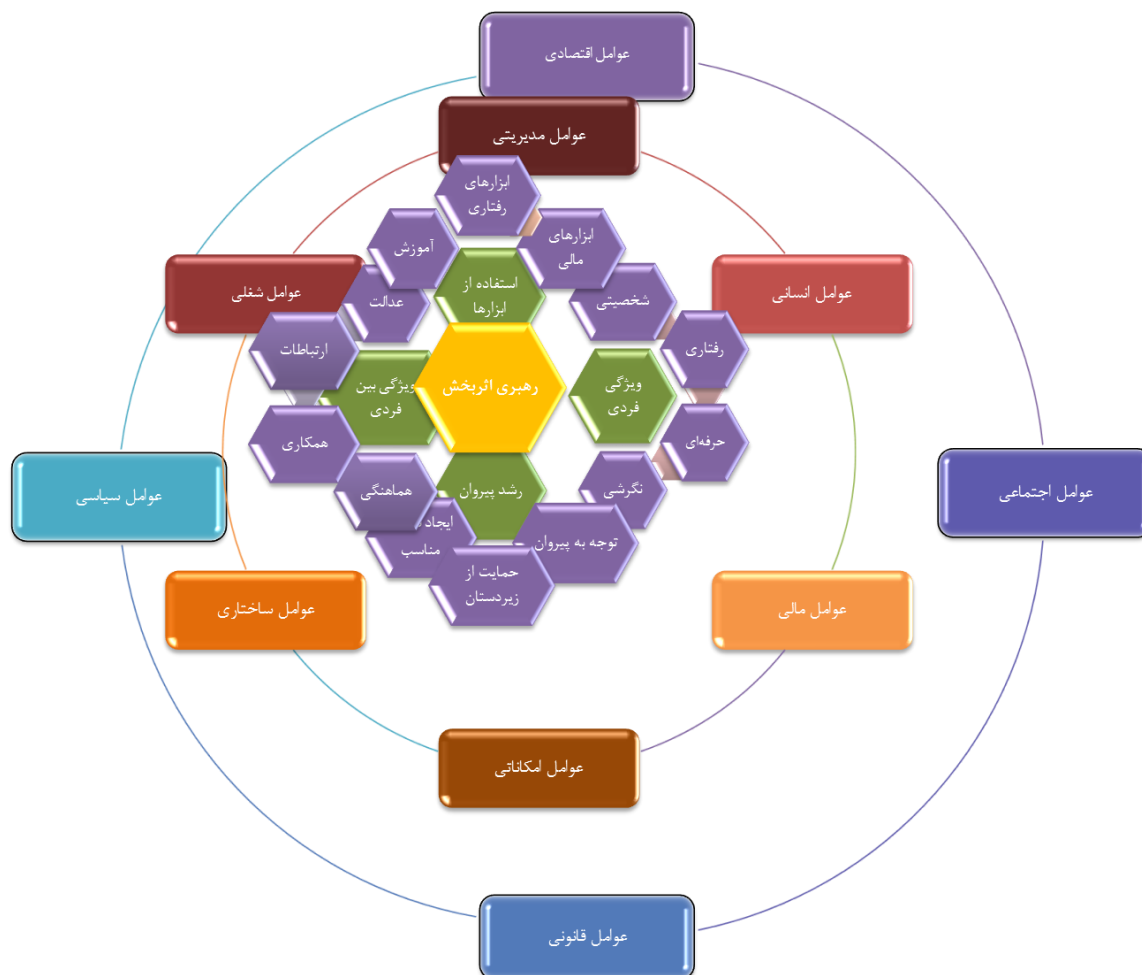 عوامل اقتصادی
عوامل مدیریتی
ابزارهای
رفتاری
ابزارهای
مالی
آموزش
استفاده از
ابزارها
شخصیتی
عوامل انسانی
عوامل شغلی
عدالت
رفتاری
ارتباطات
ویژگی
فردی
رهبری اثربخش
ویژگی بین
فردی
حرفه‌ای
همکاری
نگرشی
رشد پیروان
هماهنگی
توجه به پیروان
ایجاد
مناسب
حمایت از
زیردستان
عوامل اجتماعی
عوامل سیاسی
عوامل مالی
عوامل ساختاری
عوامل امکاناتی
عوامل قانونی